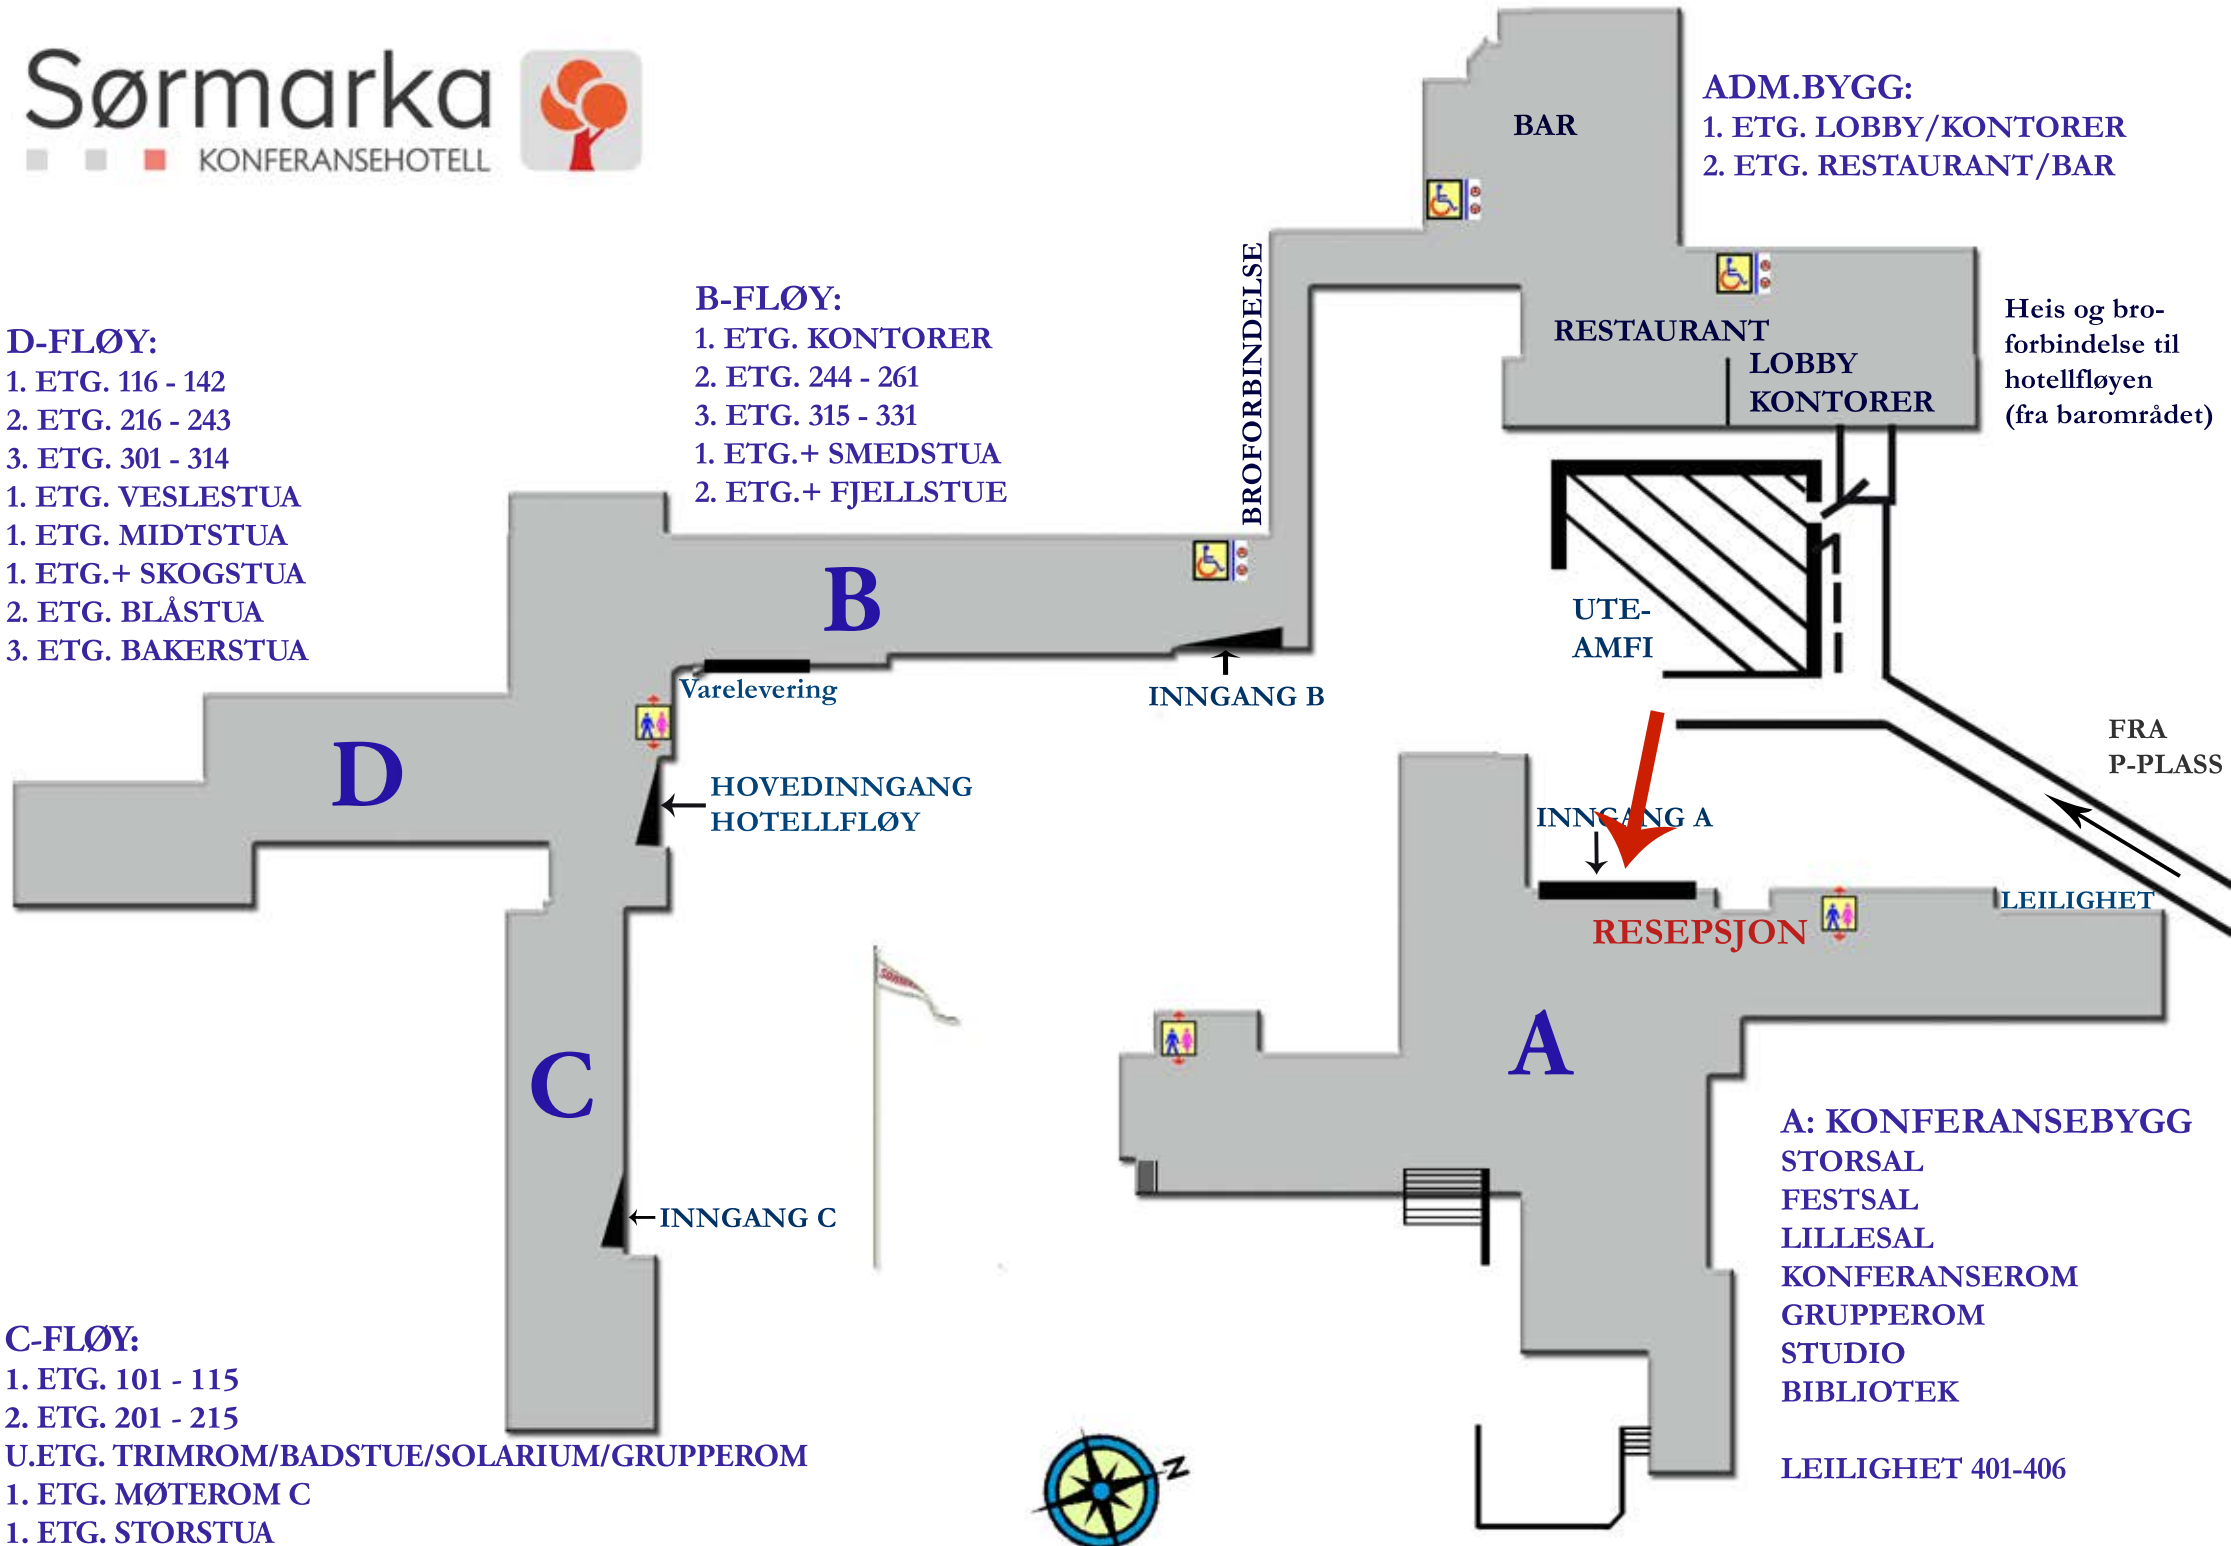 Sørmarka
KONFERANSEHOTELL
ADM.BYGG:
1. ETG. LOBBY/KONTORER
2. ETG. RESTAURANT/BAR
BAR
RESTAURANT
LOBBY
KONTORER
Heis og bro-
forbindelse til
hotellfløyen
(fra barområdet)
BROFORBINDELSE
B-FLØY:
1. ETG. KONTORER
2. ETG. 244 - 261
3. ETG. 315 - 331
1. ETG.+ SMEDSTUA
2. ETG.+ FJELLSTUE
D-FLØY:
1. ETG. 116 - 142
2. ETG. 216 - 243
3. ETG. 301 - 314
1. ETG. VESLESTUA
1. ETG. MIDTSTUA
1. ETG.+ SKOGSTUA
2. ETG. BLÅSTUA
3. ETG. BAKERSTUA
B
UTE-
AMFI
Varelevering
INNGANG B
D
HOVEDINNGANG
HOTELLFLØY
FRA
P-PLASS
INNGANG A
LEILIGHET
RESEPSJON
C
A
INNGANG C
A: KONFERANSEBYGG
STORSAL
FESTSAL
LILLESAL
KONFERANSEROM
GRUPPEROM
STUDIO
BIBLIOTEK
LEILIGHET 401-406
C-FLØY:
1. ETG. 101 - 115
2. ETG. 201 - 215
U.ETG. TRIMROM/BADSTUE/SOLARIUM/GRUPPEROM
1. ETG. MØTEROM C
1. ETG. STORSTUA
N